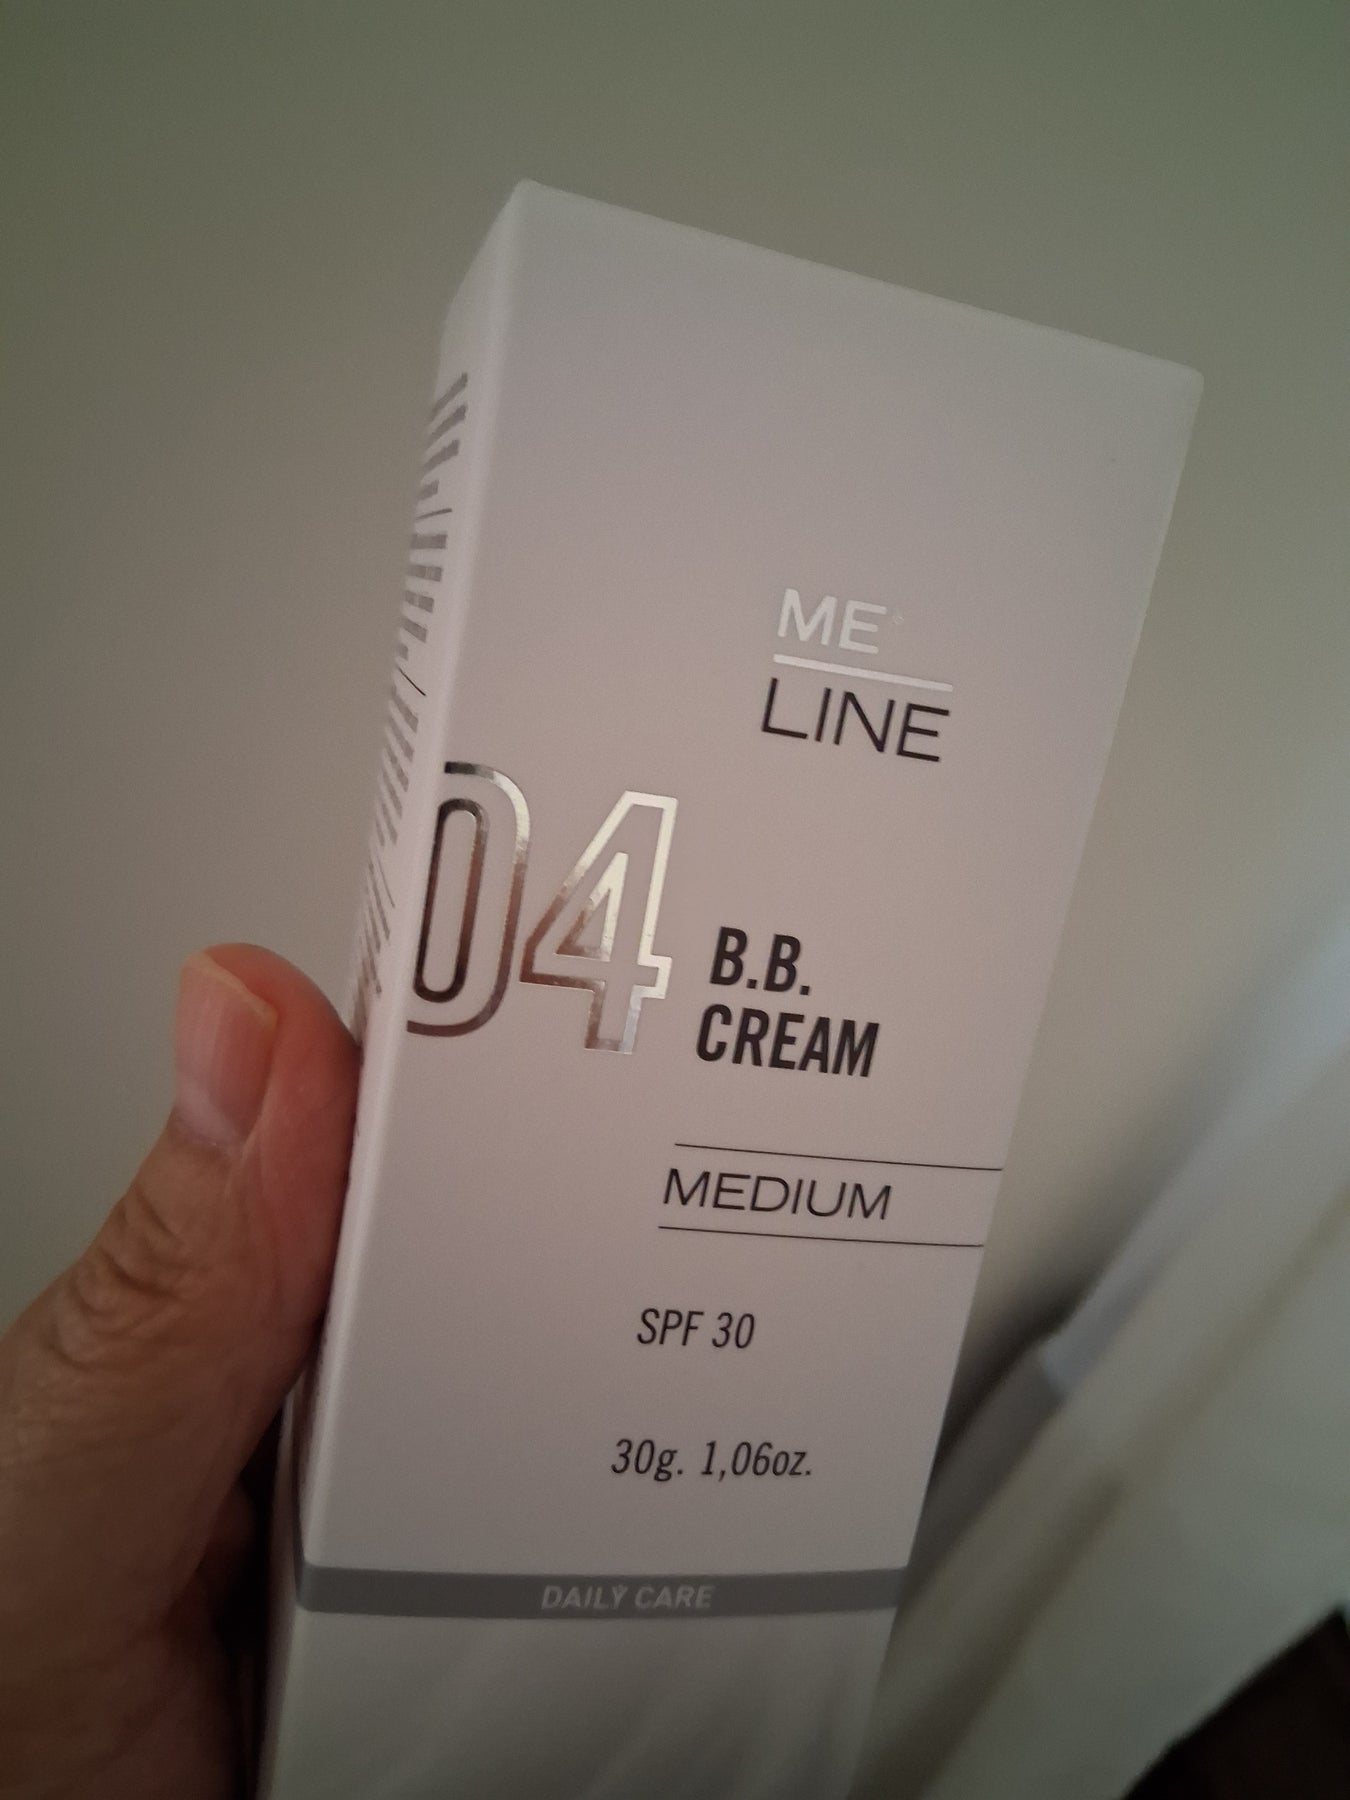 ME
LINE
04
B.B.
CREAM
MEDIUM
SPF 30
30g. 1,06oz.
DAILY CARE